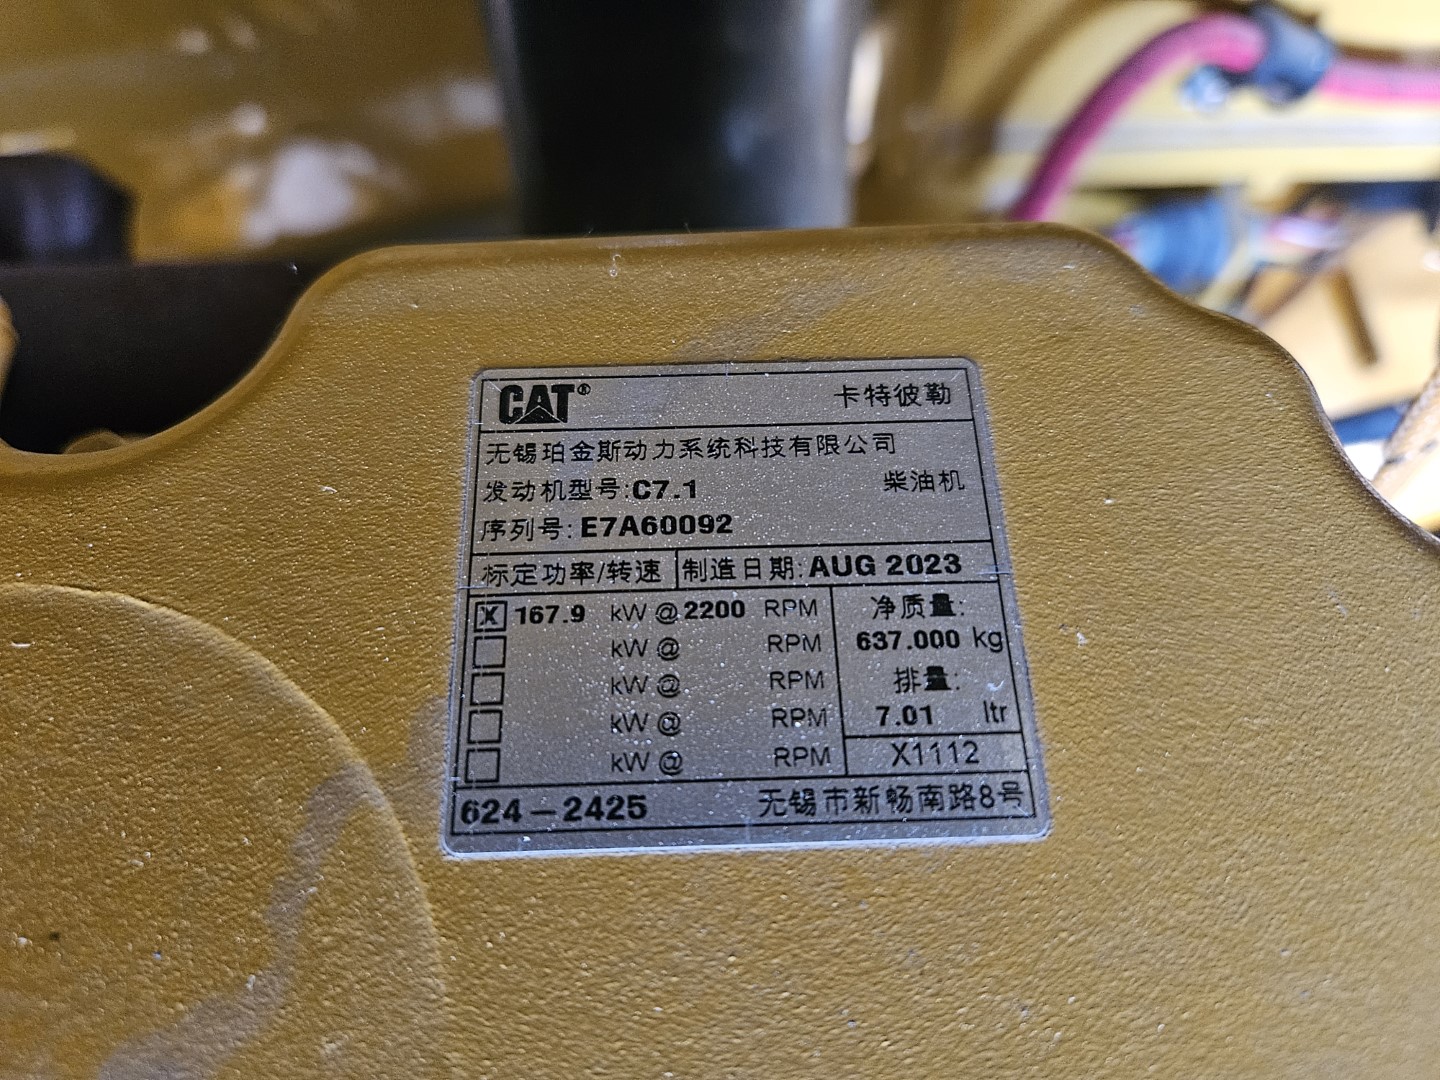 CAT® 卡特彼勒
无锡珀金斯动力系统科技有限公司
发动机型号:C7.1 柴油机
序列号: E7A60092
标定功率/转速 制造日期: AUG 2023
X 167.9 kW @ 2200 RPM 净质量:
kW @ RPM 637.000 kg
kW @ RPM 排量:
kW @ RPM 7.01 ltr
kW @ RPM X1112
624-2425 无锡市新畅南路8号